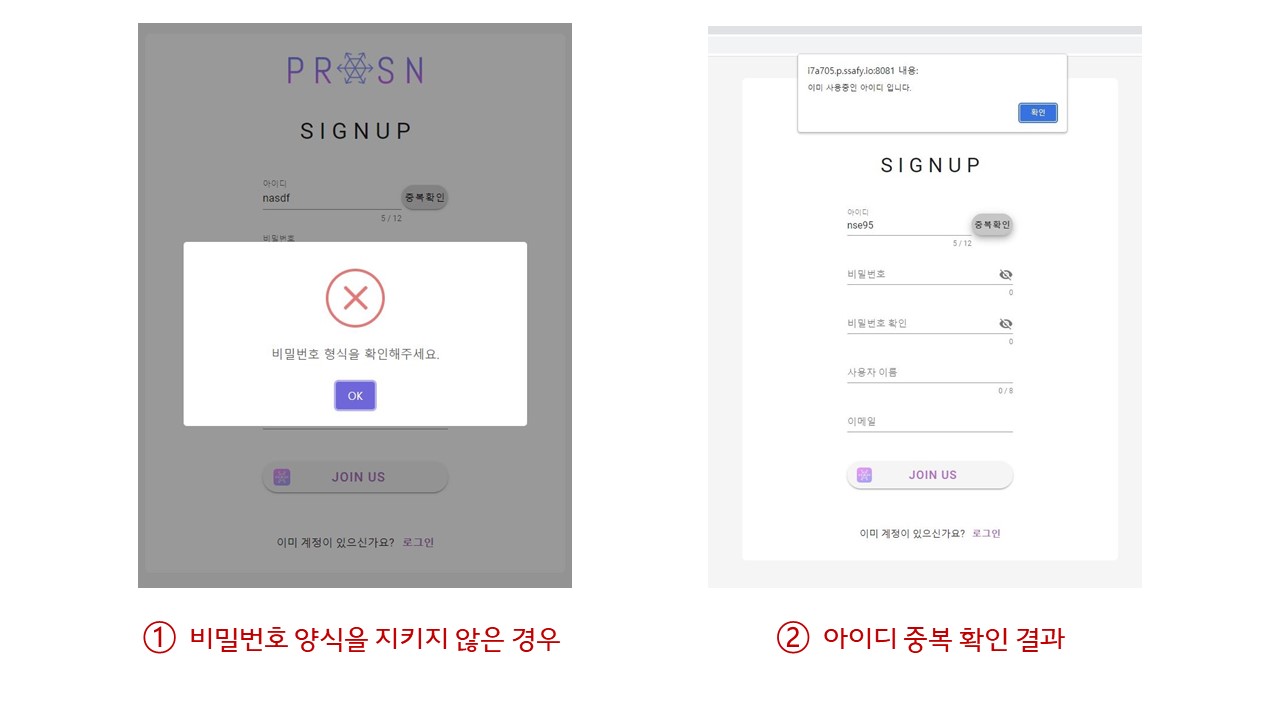 PROSN
SIGNUP
아이디
nasdf
중복확인
5 / 12
비밀번호
비밀번호 형식을 확인해주세요.
OK
JOIN US
이미 계정이 있으신가요? 로그인
① 비밀번호 양식을 지키지 않은 경우
i7a705.p.ssafy.io:8081 내용:
이미 사용중인 아이디 입니다.
확인
SIGNUP
아이디
nse95
중복확인
5 / 12
비밀번호
0
비밀번호 확인
0
사용자 이름
0 / 8
이메일
JOIN US
이미 계정이 있으신가요? 로그인
② 아이디 중복 확인 결과